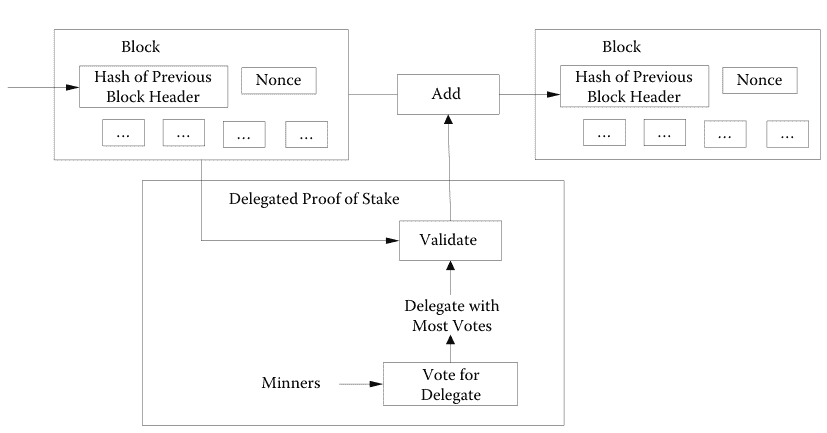 Block
Hash of Previous
Block Header
Nonce
...
...
...
...
Add
Block
Hash of Previous
Block Header
Nonce
...
...
...
...
Delegated Proof of Stake
Validate
Delegate with
Most Votes
Minners
Vote for
Delegate